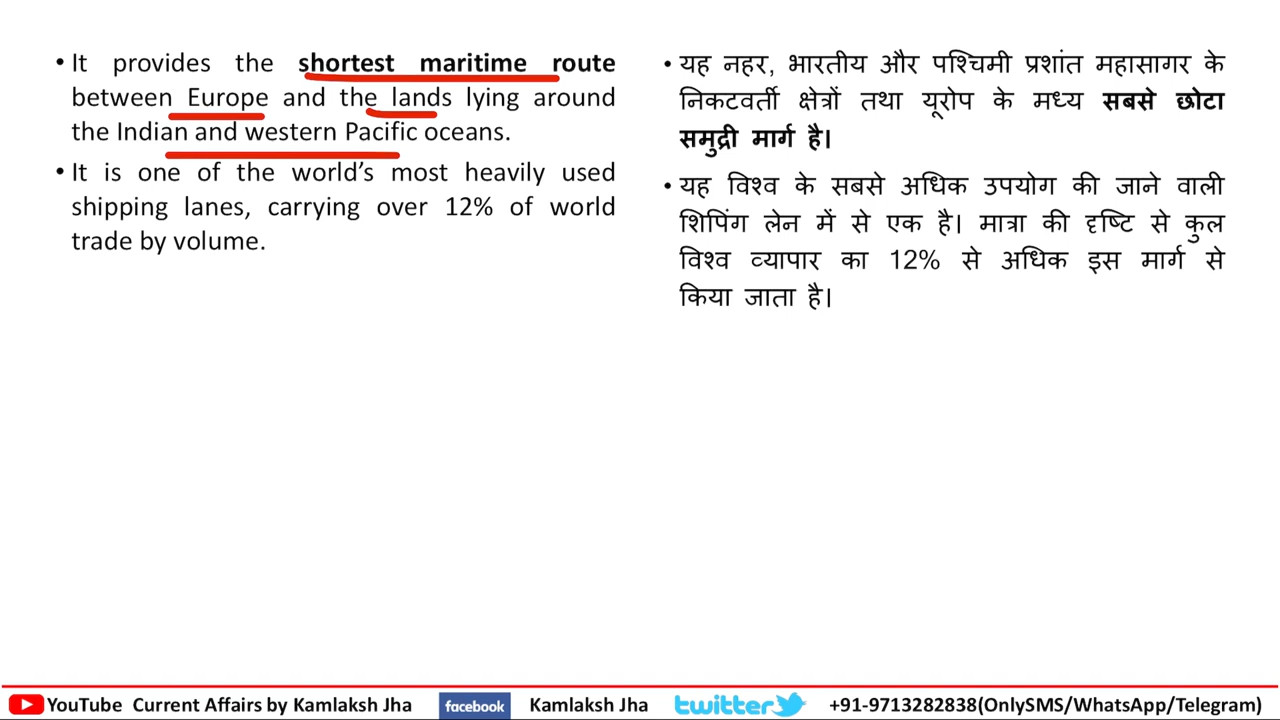 • It provides the shortest maritime route
between Europe and the lands lying around
the Indian and western Pacific oceans.
• It is one of the world's most heavily used
shipping lanes, carrying over 12% of world
trade by volume.
• यह नहर, भारतीय और पश्चिमी प्रशांत महासागर के
निकटवर्ती क्षेत्रों तथा यूरोप के मध्य सबसे छोटा
समुद्री मार्ग है।
• यह विश्व के सबसे अधिक उपयोग की जाने वाली
शिपिंग लेन में से एक है। मात्रा की दृष्टि से कुल
विश्व व्यापार का 12% से अधिक इस मार्ग से
किया जाता है।
YouTube Current Affairs by Kamlaksh Jha facebook Kamlaksh Jha twitter +91-9713282838(OnlySMS/WhatsApp/Telegram)